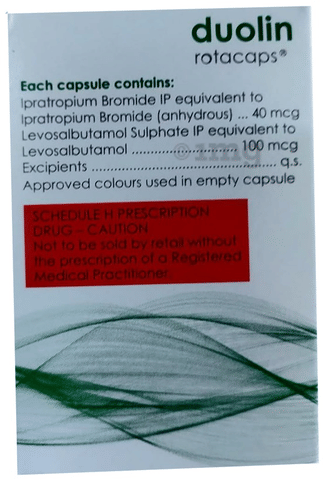 duolin
rotacaps®
Each capsule contains:
Ipratropium Bromide IP equivalent to
Ipratropium Bromide (anhydrous) ... 40 mcg
Levosalbutamol Sulphate IP equivalent to
Levosalbutamol ............................ 100 mcg
Excipients ................................................ q.s.
Approved colours used in empty capsule
1mg
SCHEDULE H PRESCRIPTION
DRUG – CAUTION
Not to be sold by retail without
the prescription of a Registered
Medical Practitioner.